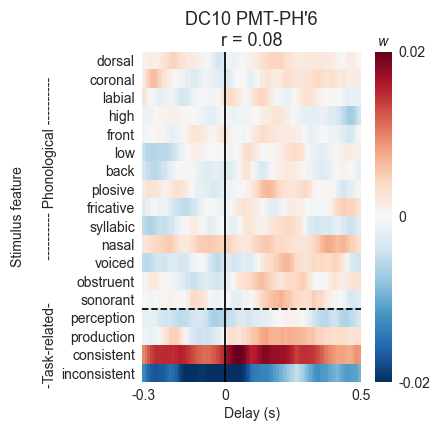 DC10 PMT-PH'6
r = 0.08
w
Stimulus feature
---------- Phonological ----------
-Task-related-
dorsal
coronal
labial
high
front
low
back
plosive
fricative
syllabic
nasal
voiced
obstruent
sonorant
perception
production
consistent
inconsistent
-0.3
0
0.5
Delay (s)
0.02
0
-0.02